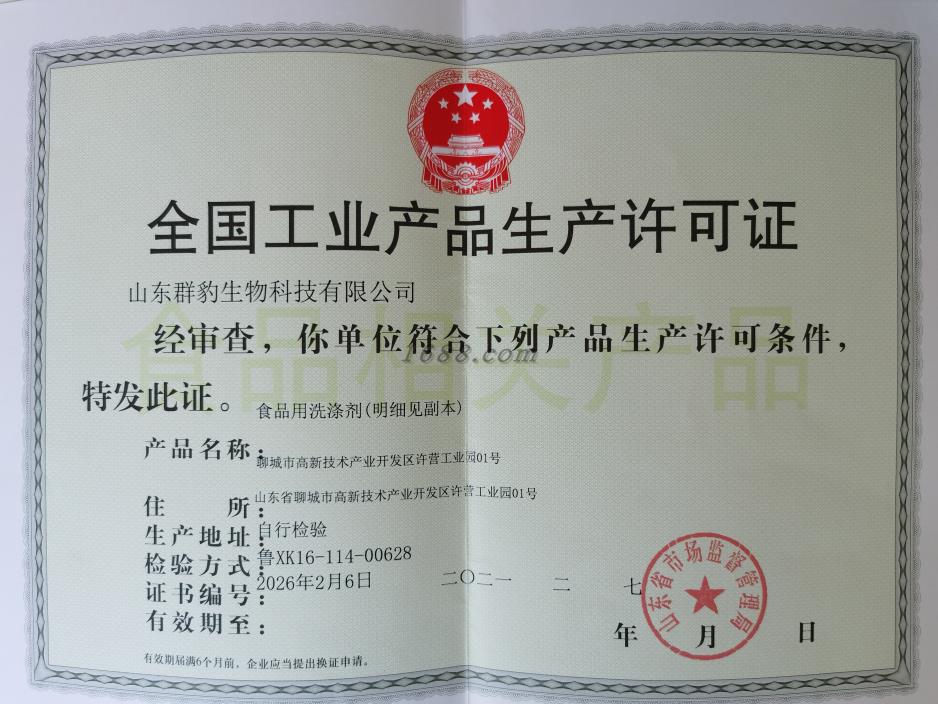 全国工业产品生产许可证
山东群豹生物科技有限公司
食品相关产品
经审查，你单位符合下列产品生产许可条件，
1688.com
特发此证。
食品用洗涤剂(明细见副本)
产品名称：
聊城市高新技术产业开发区许营工业园01号
住所：
山东省聊城市高新技术产业开发区许营工业园01号
生产地址：
自行检验
检验方式：
鲁XK16-114-00628
证书编号：
2026年2月6日
二〇二一 二 七
有效期至：
年 月 日
山东省市场监督管理局
有效期届满6个月前，企业应当提出换证申请。